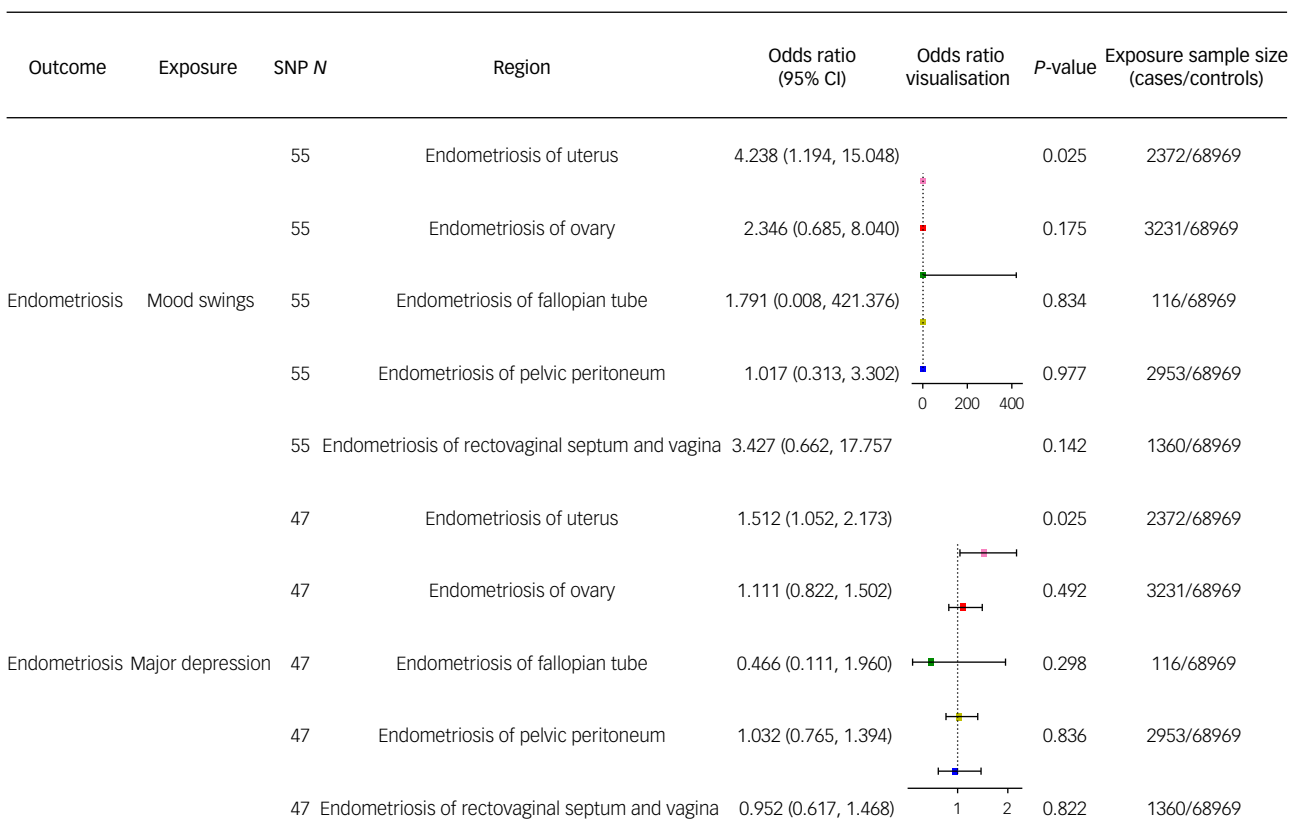 Outcome Exposure SNP N Region Odds ratio (95% CI) Odds ratio visualisation P-value Exposure sample size (cases/controls)
55 Endometriosis of uterus 4.238 (1.194, 15.048) 0.025 2372/68969
55 Endometriosis of ovary 2.346 (0.685, 8.040) 0.175 3231/68969
Endometriosis Mood swings 55 Endometriosis of fallopian tube 1.791 (0.008, 421.376) 0.834 116/68969
55 Endometriosis of pelvic peritoneum 1.017 (0.313, 3.302) 0.977 2953/68969
0 200 400
55 Endometriosis of rectovaginal septum and vagina 3.427 (0.662, 17.757 0.142 1360/68969
47 Endometriosis of uterus 1.512 (1.052, 2.173) 0.025 2372/68969
47 Endometriosis of ovary 1.111 (0.822, 1.502) 0.492 3231/68969
Endometriosis Major depression 47 Endometriosis of fallopian tube 0.466 (0.111, 1.960) 0.298 116/68969
47 Endometriosis of pelvic peritoneum 1.032 (0.765, 1.394) 0.836 2953/68969
47 Endometriosis of rectovaginal septum and vagina 0.952 (0.617, 1.468) 1 2 0.822 1360/68969